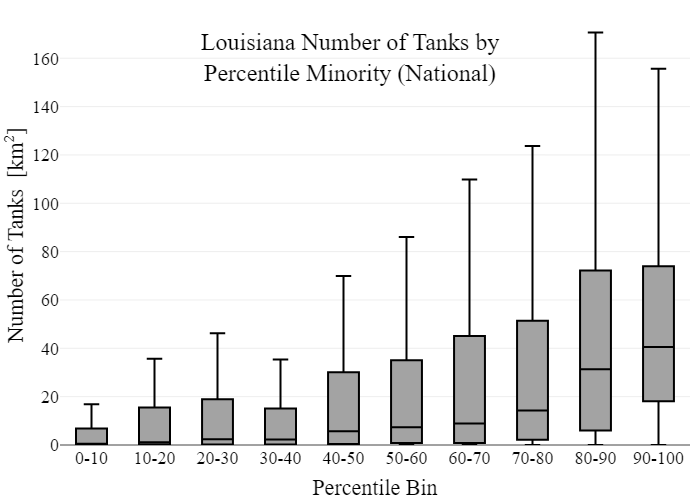 Louisiana Number of Tanks by
Percentile Minority (National)
Number of Tanks [km²]
160
140
120
100
80
60
40
20
0
0-10 10-20 20-30 30-40 40-50 50-60 60-70 70-80 80-90 90-100
Percentile Bin